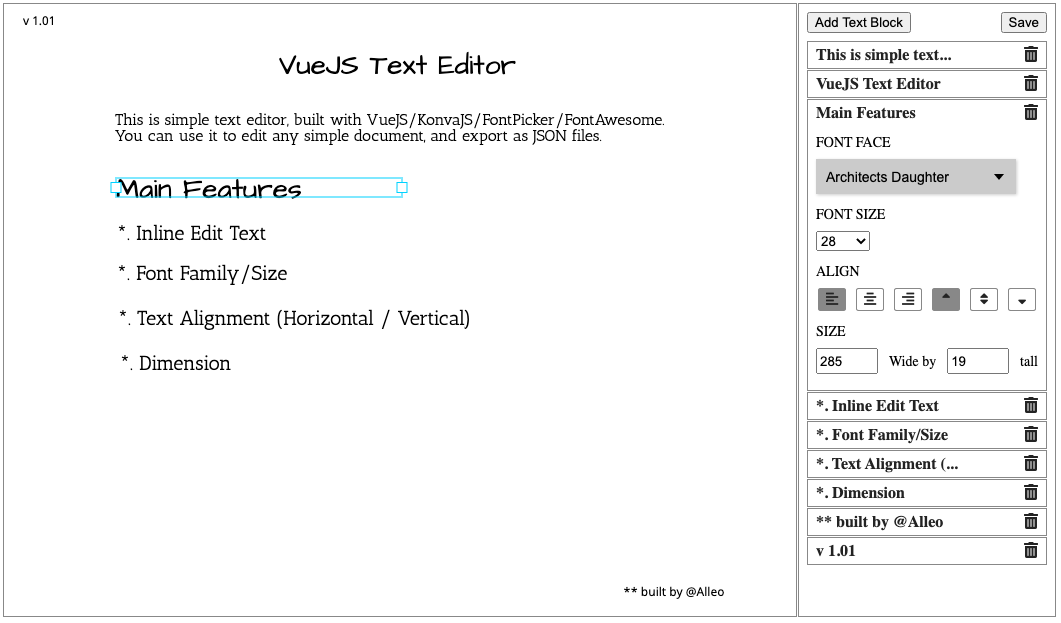 v 1.01
VueJS Text Editor
This is simple text editor, built with VueJS/KonvaJS/FontPicker/FontAwesome.
You can use it to edit any simple document, and export as JSON files.
Main Features
*. Inline Edit Text
*. Font Family/Size
*. Text Alignment (Horizontal / Vertical)
*. Dimension
** built by @Alleo
Add Text Block
Save
This is simple text...
VueJS Text Editor
Main Features
FONT FACE
Architects Daughter
FONT SIZE
28
ALIGN
SIZE
285 Wide by 19 tall
*. Inline Edit Text
*. Font Family/Size
*. Text Alignment (...
*. Dimension
** built by @Alleo
v 1.01